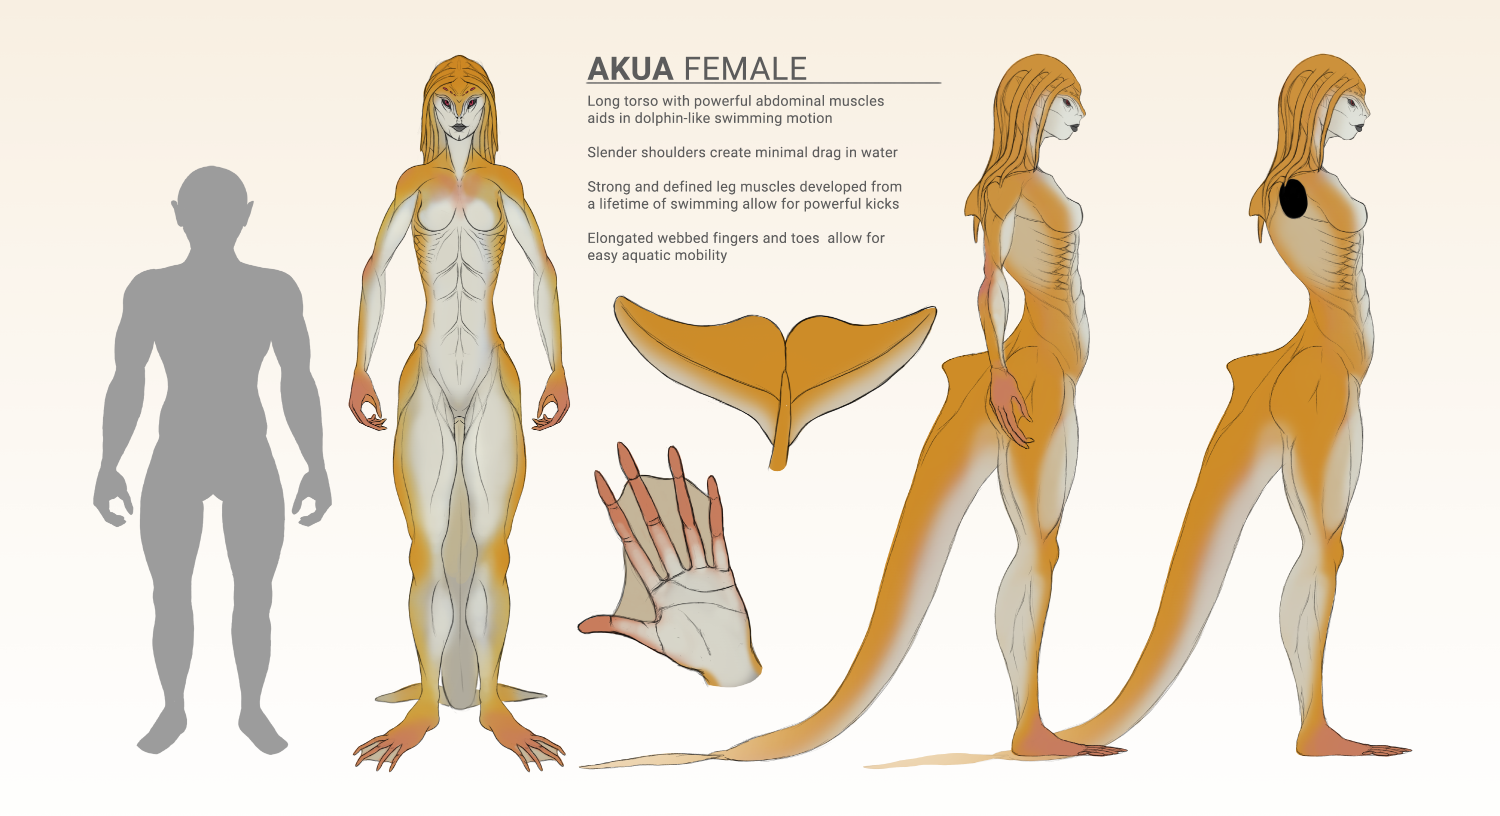 AKUA FEMALE
Long torso with powerful abdominal muscles
aids in dolphin-like swimming motion
Slender shoulders create minimal drag in water
Strong and defined leg muscles developed from
a lifetime of swimming allow for powerful kicks
Elongated webbed fingers and toes  allow for
easy aquatic mobility